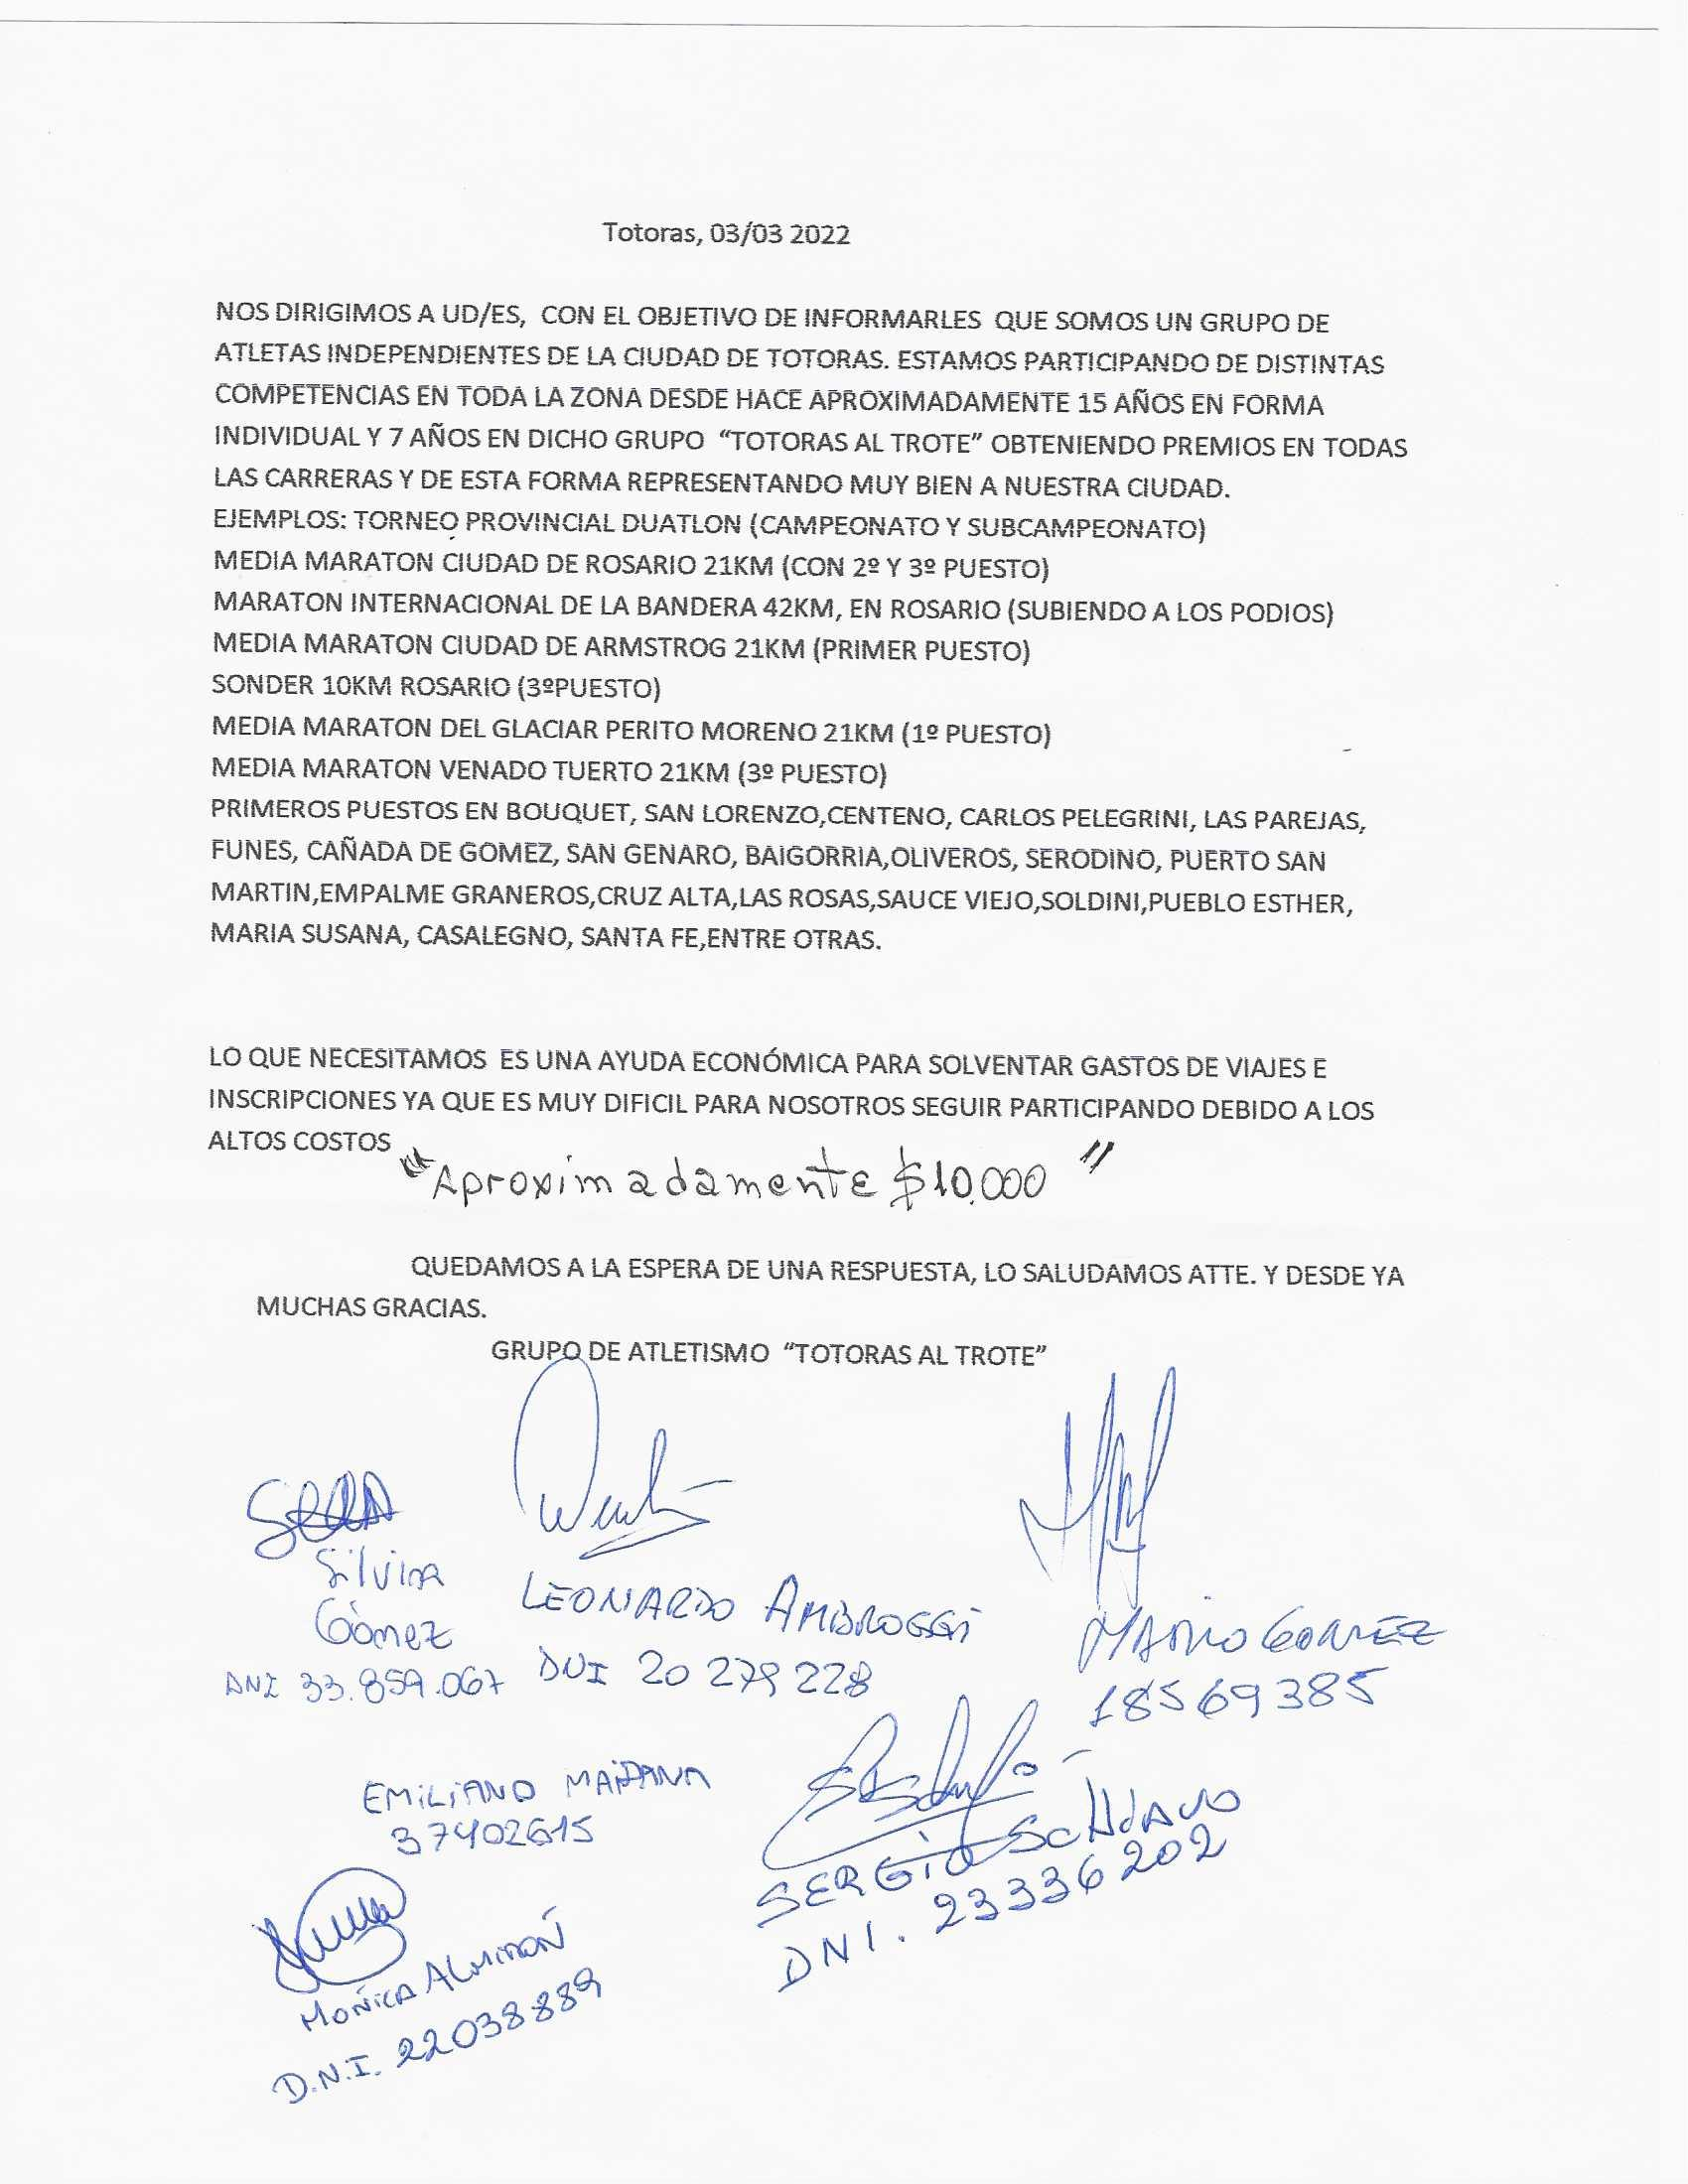 Totoras, 03/03 2022
NOS DIRIGIMOS A UD/ES, CON EL OBJETIVO DE INFORMARLES QUE SOMOS UN GRUPO DE
ATLETAS INDEPENDIENTES DE LA CIUDAD DE TOTORAS. ESTAMOS PARTICIPANDO DE DISTINTAS
COMPETENCIAS EN TODA LA ZONA DESDE HACE APROXIMADAMENTE 15 AÑOS EN FORMA
INDIVIDUAL Y 7 AÑOS EN DICHO GRUPO “TOTORAS AL TROTE” OBTENIENDO PREMIOS EN TODAS
LAS CARRERAS Y DE ESTA FORMA REPRESENTANDO MUY BIEN A NUESTRA CIUDAD.
EJEMPLOS: TORNEO PROVINCIAL DUATLON (CAMPEONATO Y SUBCAMPEONATO)
MEDIA MARATON CIUDAD DE ROSARIO 21KM (CON 2º Y 3º PUESTO)
MARATON INTERNACIONAL DE LA BANDERA 42KM, EN ROSARIO (SUBIENDO A LOS PODIOS)
MEDIA MARATON CIUDAD DE ARMSTROG 21KM (PRIMER PUESTO)
SONDER 10KM ROSARIO (3ºPUESTO)
MEDIA MARATON DEL GLACIAR PERITO MORENO 21KM (1º PUESTO)
MEDIA MARATON VENADO TUERTO 21KM (3º PUESTO)
PRIMEROS PUESTOS EN BOUQUET, SAN LORENZO,CENTENO, CARLOS PELEGRINI, LAS PAREJAS,
FUNES, CAÑADA DE GOMEZ, SAN GENARO, BAIGORRIA,OLIVEROS, SERODINO, PUERTO SAN
MARTIN,EMPALME GRANEROS,CRUZ ALTA,LAS ROSAS,SAUCE VIEJO,SOLDINI,PUEBLO ESTHER,
MARIA SUSANA, CASALEGNO, SANTA FE,ENTRE OTRAS.
LO QUE NECESITAMOS ES UNA AYUDA ECONÓMICA PARA SOLVENTAR GASTOS DE VIAJES E
INSCRIPCIONES YA QUE ES MUY DIFICIL PARA NOSOTROS SEGUIR PARTICIPANDO DEBIDO A LOS
ALTOS COSTOS
"Aproximadamente $10.000"
QUEDAMOS A LA ESPERA DE UNA RESPUESTA, LO SALUDAMOS ATTE. Y DESDE YA
MUCHAS GRACIAS.
GRUPO DE ATLETISMO “TOTORAS AL TROTE”
Silvina
Gómez
DNI 33.859.067
LEONARDO AMBROGGI
DNI 20 279 228
MARIO GOMEZ
18569385
EMILIANO
37402615
SERGIO
DNI. 23336202
MOÑICA ALMIROÑ
D.N.I. 22038889